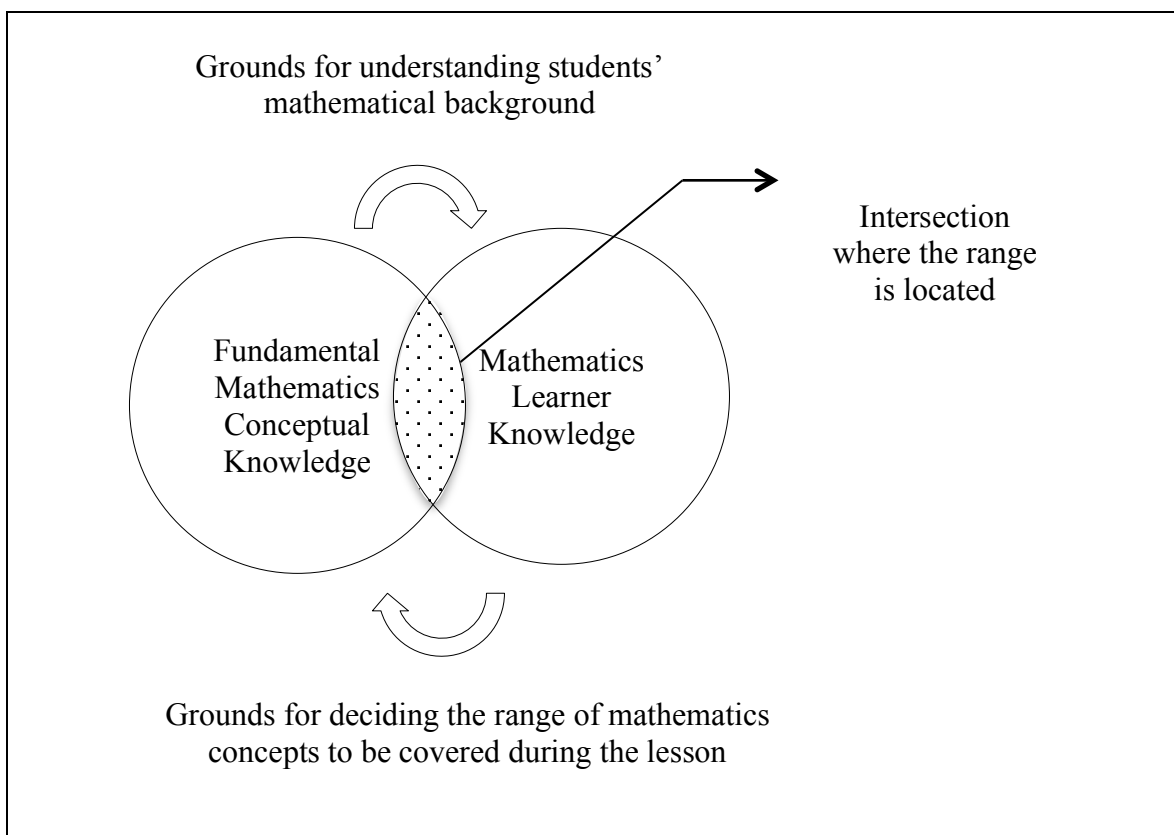 Grounds for understanding students’
mathematical background
Intersection
where the range
is located
Fundamental
Mathematics
Conceptual
Knowledge
Mathematics
Learner
Knowledge
Grounds for deciding the range of mathematics
concepts to be covered during the lesson